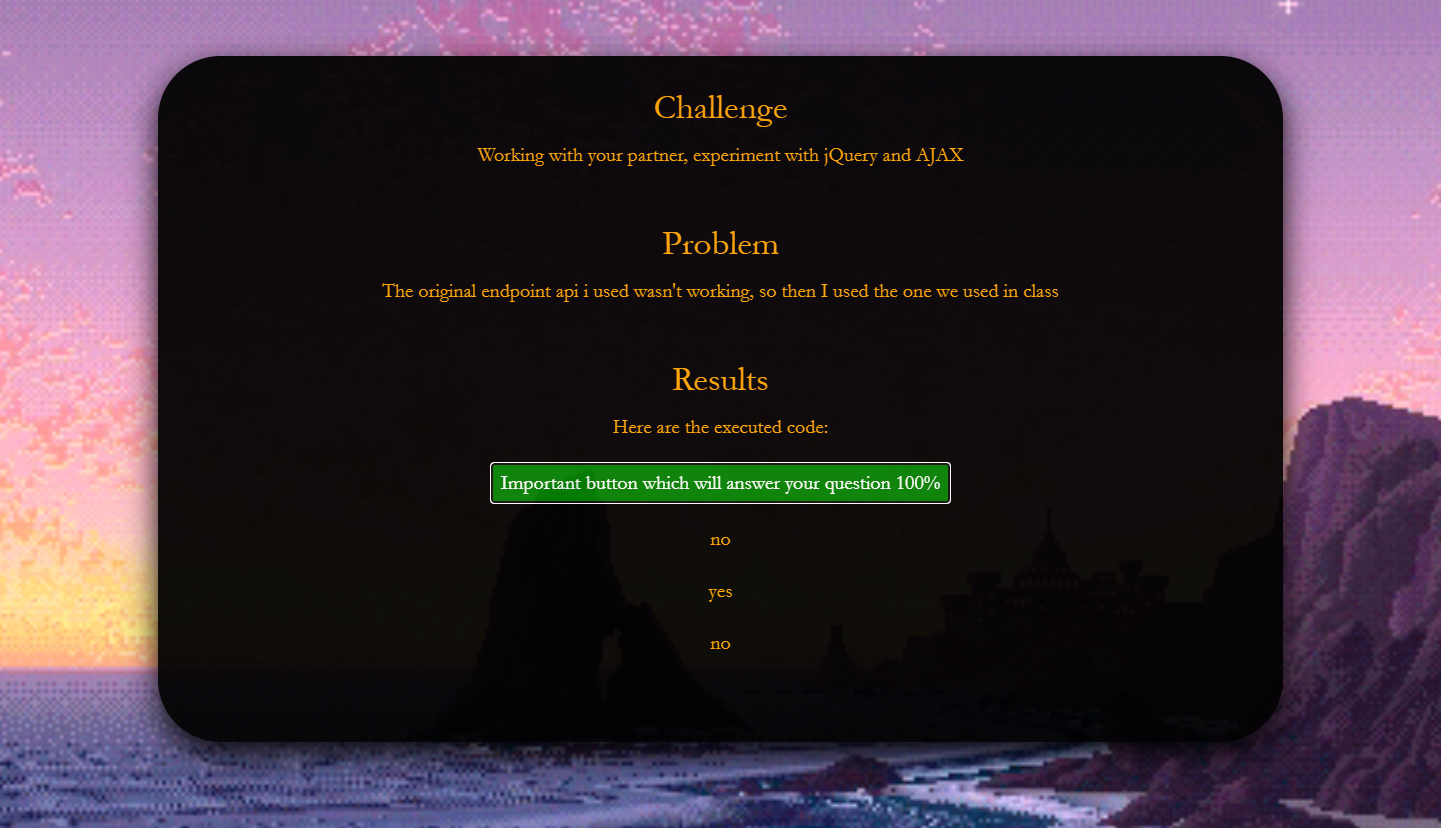 Challenge
Working with your partner, experiment with jQuery and AJAX
Problem
The original endpoint api i used wasn't working, so then I used the one we used in class
Results
Here are the executed code:
Important button which will answer your question 100%
no
yes
no